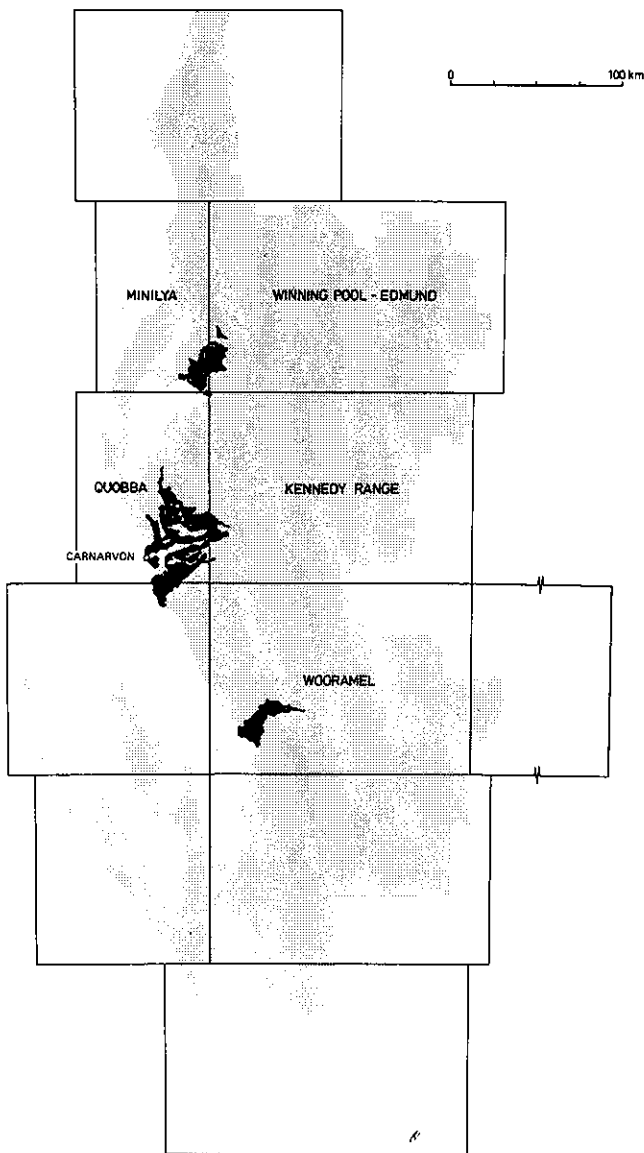 0 100 km
MINILYA WINNING POOL - EDMUND
QUOBBA KENNEDY RANGE
CARNARVON
WOORAMEL